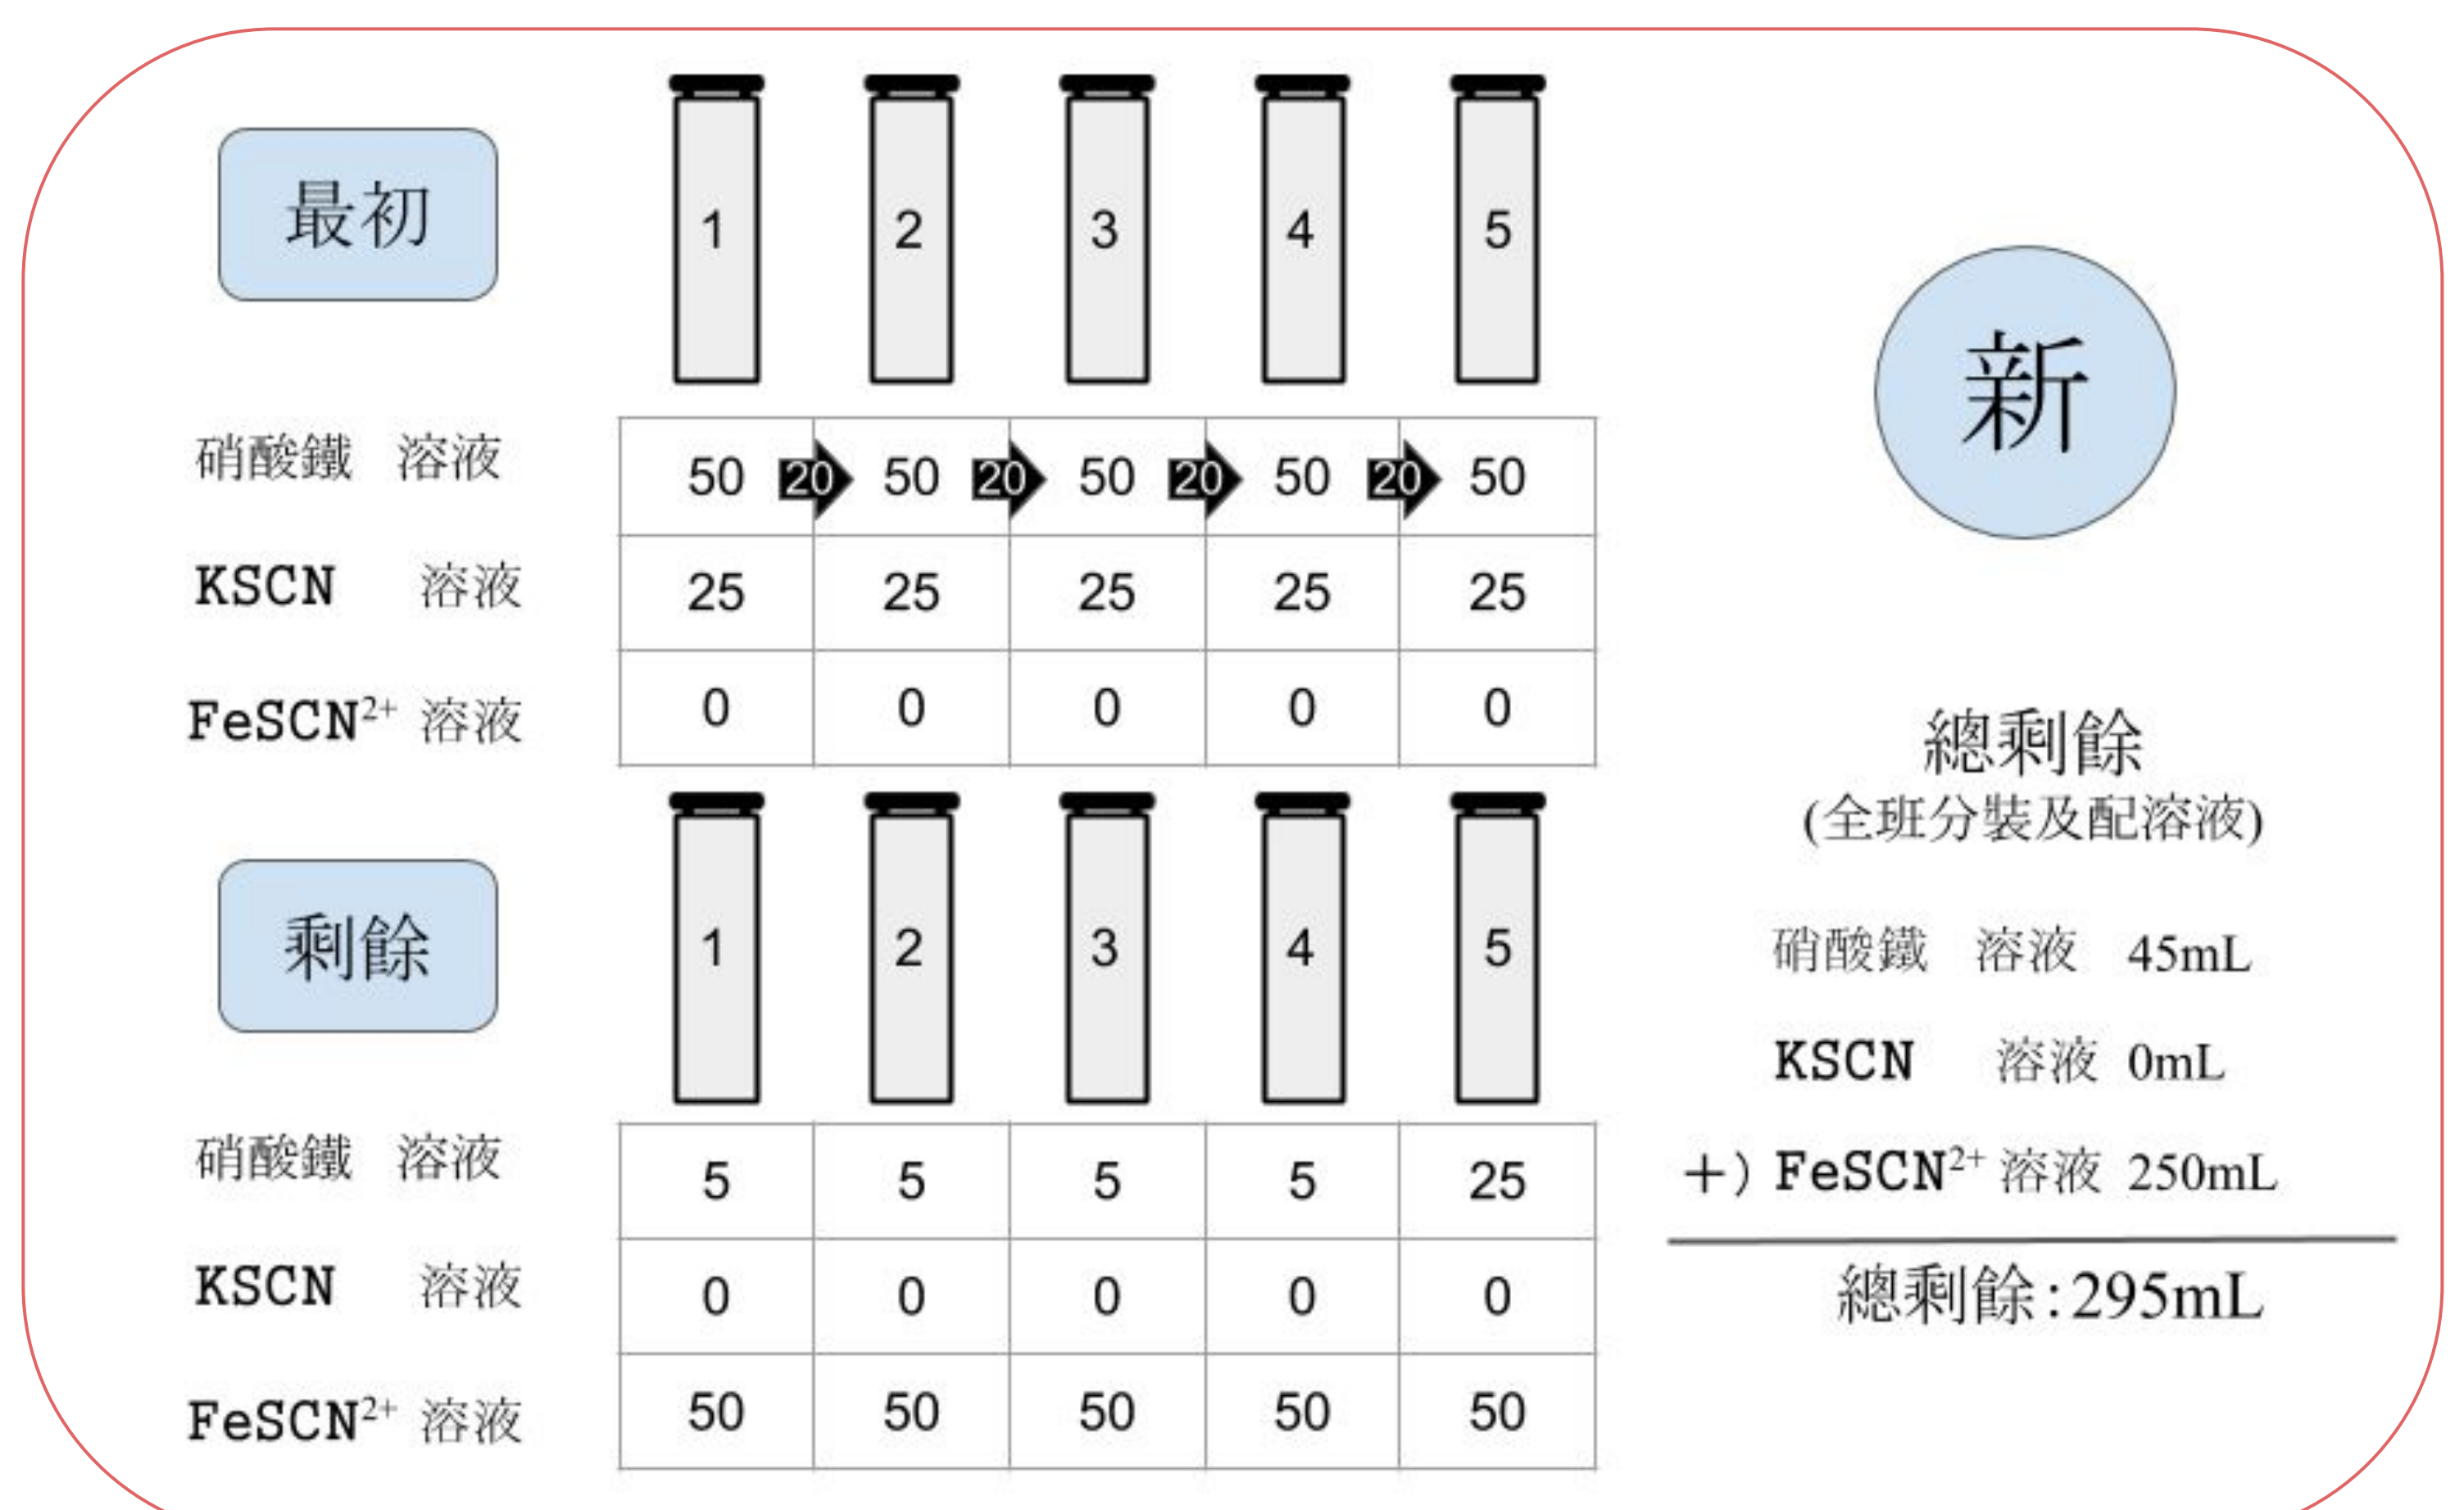 最初
1 2 3 4 5
硝酸鐵 溶液 50 20 50 20 50 20 50 20 50
KSCN 溶液 25 25 25 25 25
FeSCN²⁺ 溶液 0 0 0 0 0
剩餘
1 2 3 4 5
硝酸鐵 溶液 5 5 5 5 25
KSCN 溶液 0 0 0 0 0
FeSCN²⁺ 溶液 50 50 50 50 50
新
總剩餘
(全班分裝及配溶液)
硝酸鐵 溶液 45mL
KSCN 溶液 0mL
+) FeSCN²⁺ 溶液 250mL
總剩餘:295mL